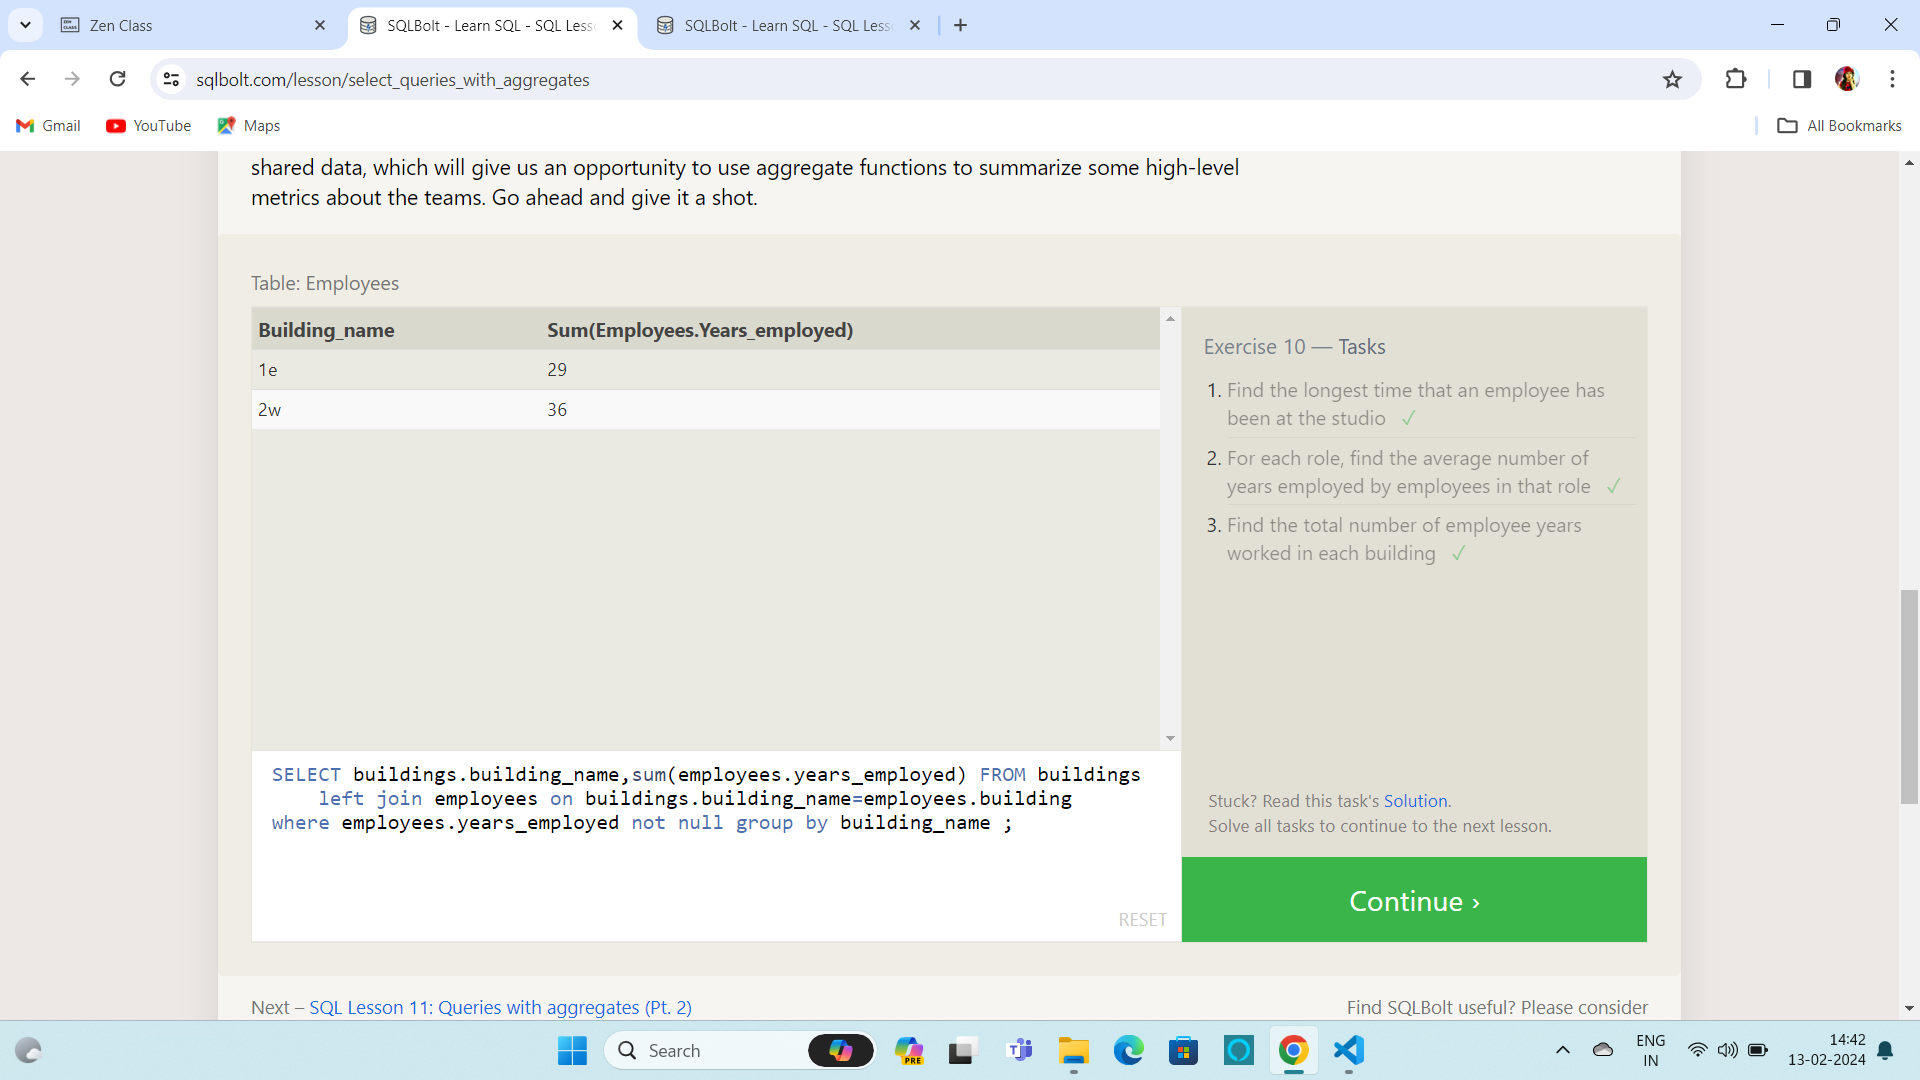 Zen Class
SQLBolt - Learn SQL - SQL Less
SQLBolt - Learn SQL - SQL Less
sqlbolt.com/lesson/select_queries_with_aggregates
Gmail
YouTube
Maps
All Bookmarks
shared data, which will give us an opportunity to use aggregate functions to summarize some high-level
metrics about the teams. Go ahead and give it a shot.
Table: Employees
Building_name Sum(Employees.Years_employed)
1e 29
2w 36
SELECT buildings.building_name,sum(employees.years_employed) FROM buildings
left join employees on buildings.building_name=employees.building
where employees.years_employed not null group by building_name ;
RESET
Exercise 10 — Tasks
1. Find the longest time that an employee has
been at the studio ✓
2. For each role, find the average number of
years employed by employees in that role ✓
3. Find the total number of employee years
worked in each building ✓
Stuck? Read this task's Solution.
Solve all tasks to continue to the next lesson.
Continue ›
Next – SQL Lesson 11: Queries with aggregates (Pt. 2)
Find SQLBolt useful? Please consider
Search
PRE
ENG
IN
14:42
13-02-2024